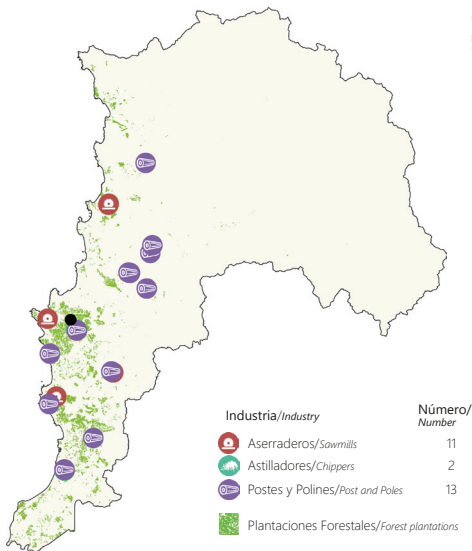 Industria/Industry
Número/
Number
Aserraderos/Sawmills 11
Astilladores/Chippers 2
Postes y Polines/Post and Poles 13
Plantaciones Forestales/Forest plantations